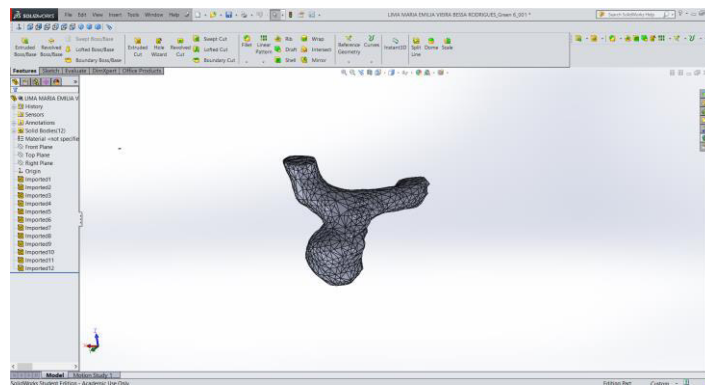 SOLIDWORKS File Edit View Insert Tools Window Help
LIMA MARIA EMILIA VIEIRA BESSA RODRIGUES_Green 6_001 *
Search SolidWorks Help
Extruded Boss/Base
Revolved Boss/Base
Swept Boss/Base
Lofted Boss/Base
Boundary Boss/Base
Extruded Cut
Hole Wizard
Revolved Cut
Swept Cut
Lofted Cut
Boundary Cut
Fillet
Linear Pattern
Rib
Draft
Shell
Wrap
Intersect
Mirror
Reference Geometry
Curves
Instant3D
Split Line
Dome
Scale
Features Sketch Evaluate DimXpert Office Products
LIMA MARIA EMILIA V
History
Sensors
Annotations
Solid Bodies(12)
Material <not specifie
Front Plane
Top Plane
Right Plane
Origin
Imported1
Imported2
Imported3
Imported4
Imported5
Imported6
Imported7
Imported8
Imported9
Imported10
Imported11
Imported12
Model Motion Study 1
SolidWorks Student Edition - Academic Use Only
Editing Part Custom